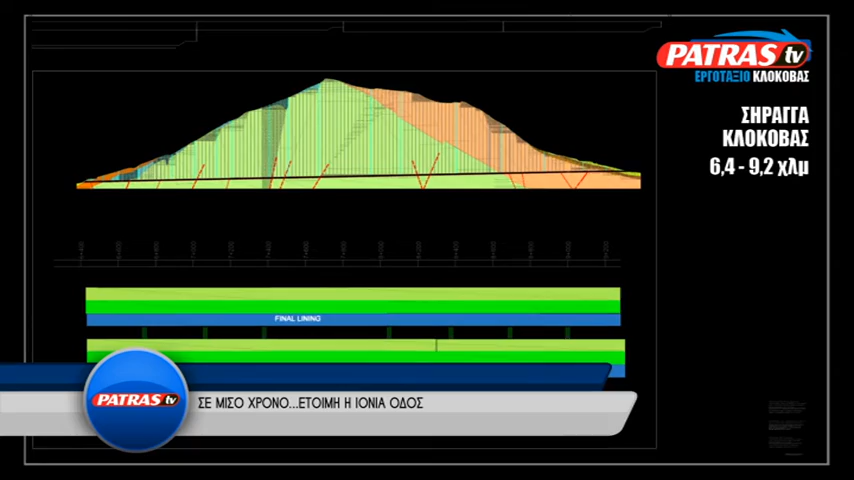 PATRAS tv
ΕΡΓΟΤΑΞΙΟ ΚΛΟΚΟΒΑΣ
ΣΗΡΑΓΓΑ
ΚΛΟΚΟΒΑΣ
6,4 - 9,2 χλμ
FINAL LINING
PATRAS tv
ΣΕ ΜΙΣΟ ΧΡΟΝΟ...ΕΤΟΙΜΗ Η ΙΟΝΙΑ ΟΔΟΣ